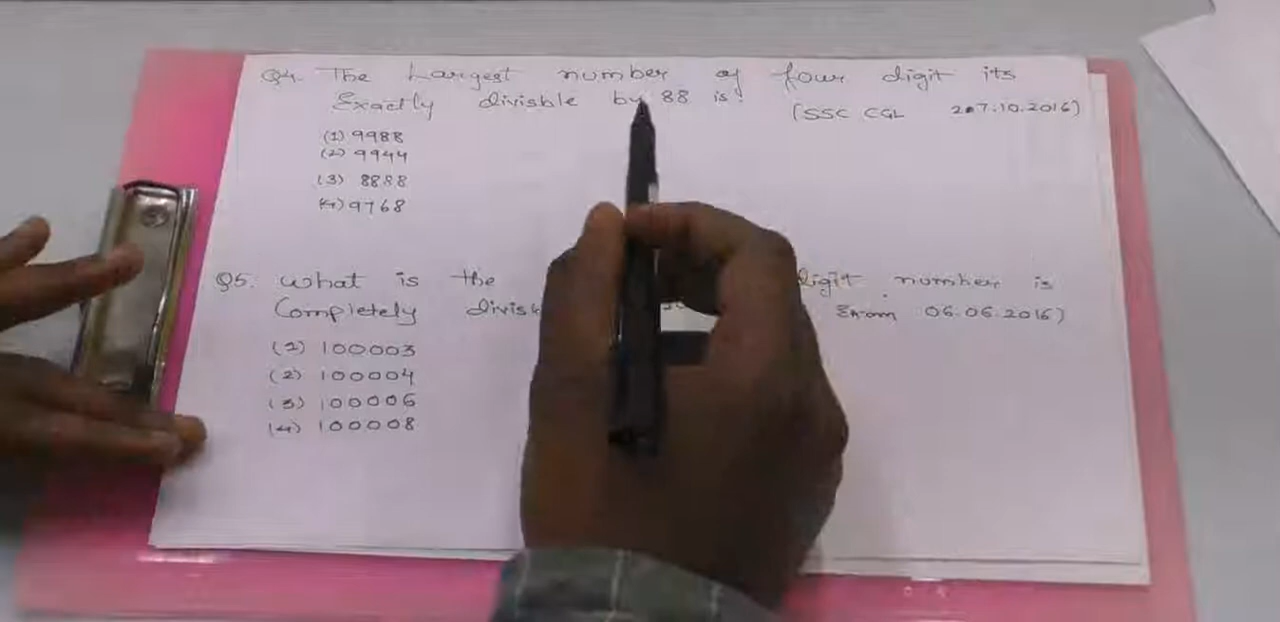 Q4. The Largest number of four digit its
Exactly divisble by 88 is? (SSC CGL 27.10.2016)
(1) 9988
(2) 9944
(3) 8888
(4) 9768
Q5. What is the digit number is
Completely Exam 06.06.2016)
(1) 100003
(2) 100004
(3) 100006
(4) 100008